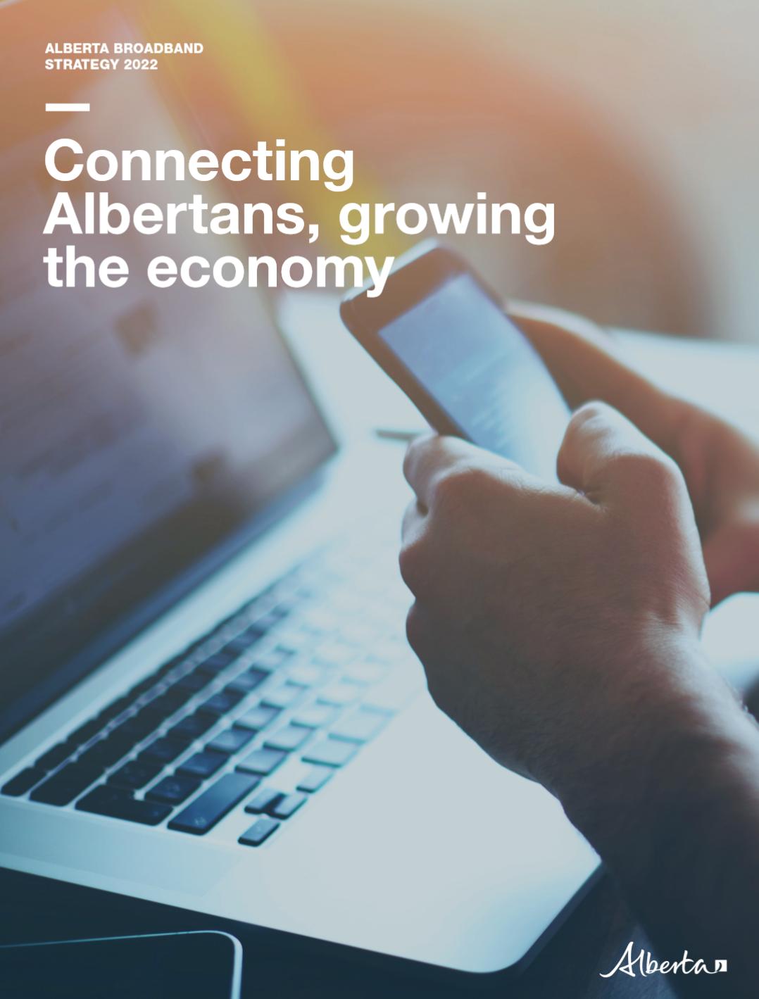 ALBERTA BROADBAND
STRATEGY 2022
Connecting
Albertans, growing
the economy
Alberta